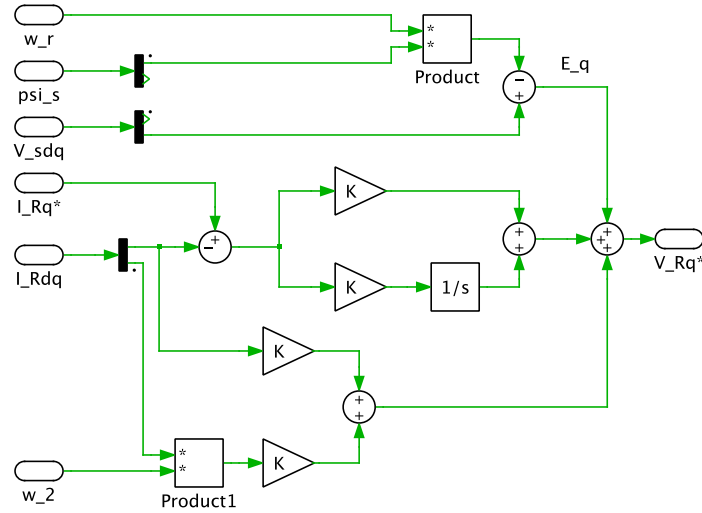 w_r
*
*
Product
psi_s
−
+
E_q
V_sdq
I_Rq*
K
−+
+
+
+
++
V_Rq*
I_Rdq
K
1/s
K
+
+
*
*
K
Product1
w_2